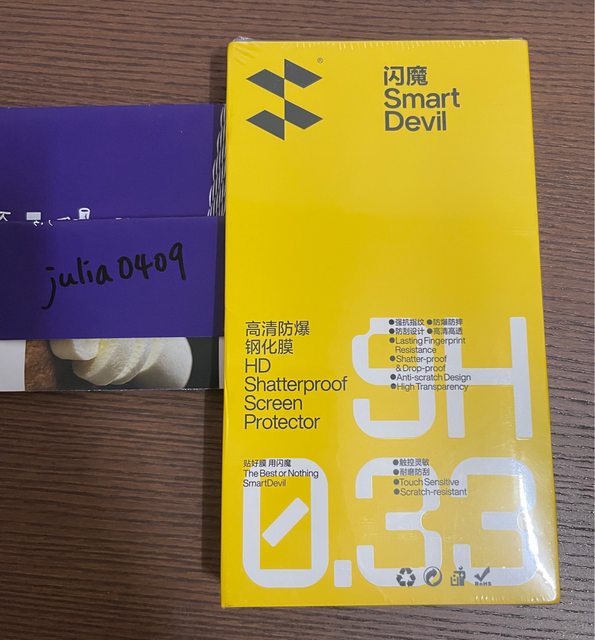 ®
闪魔
Smart
Devil
julia0409
高清防爆
钢化膜
HD
Shatterproof
Screen
Protector
●强抗指纹 ●防爆防摔
●防刮设计 ●高清高透
●Lasting Fingerprint
Resistance
●Shatter-proof
& Drop-proof
●Anti-scratch Design
●High Transparency
SH
贴好膜 用闪魔
The Best or Nothing
SmartDevil
●触控灵敏
●耐磨防刮
●Touch Sensitive
●Scratch-resistant
0.33
RoHS